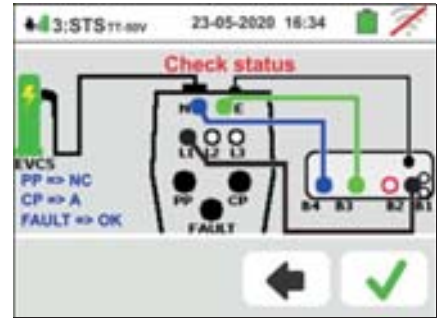 3:STS TT-50V 23-05-2020 16:34
Check status
N E
L1 L2 L3
EVCS
PP => NC
CP => A
FAULT => OK
PP CP
FAULT
B4 B3 B2 B1